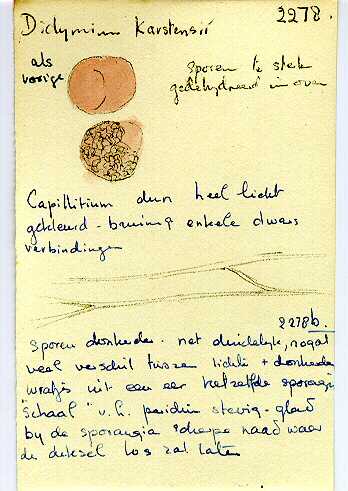 Didymium Karstensii 2278.
als
vorige
sporen te sterk
gedehydreerd in oven
Capillitium dun heel licht
gekleurd - bruinig enkele dwars
verbindingen
2278b.
sporen donkerder - net duidelijk, nogal
veel verschil tussen lichte + donkere
wratjes uit een en hetzelfde sporangi
"schaal" v.h. peridium stevig - glad
by de sporangia scherpe naad waar
de deksel los zal laten